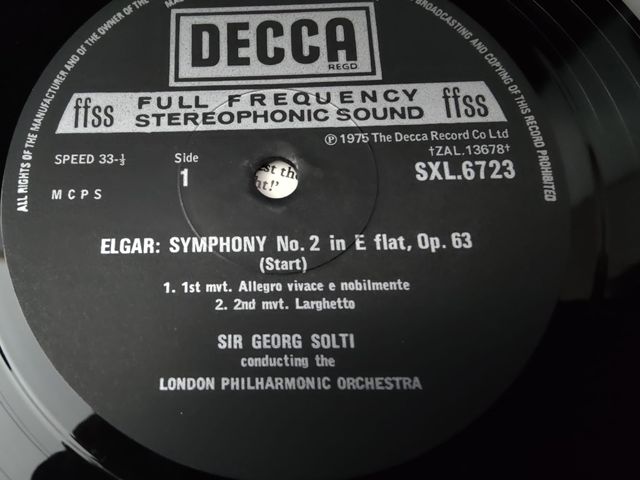 ALL RIGHTS OF THE MANUFACTURER AND OF THE OWNER OF THE
BROADCASTING AND COPYING OF THIS RECORD PROHIBITED
DECCA
REGD.
ffss FULL FREQUENCY ffss
STEREOPHONIC SOUND
Ⓟ 1975 The Decca Record Co Ltd
SPEED 33-⅓ Side †ZAL.13678†
1 SXL.6723
MCPS
ELGAR: SYMPHONY No. 2 in E flat, Op. 63
(Start)
1. 1st mvt. Allegro vivace e nobilmente
2. 2nd mvt. Larghetto
SIR GEORG SOLTI
conducting the
LONDON PHILHARMONIC ORCHESTRA